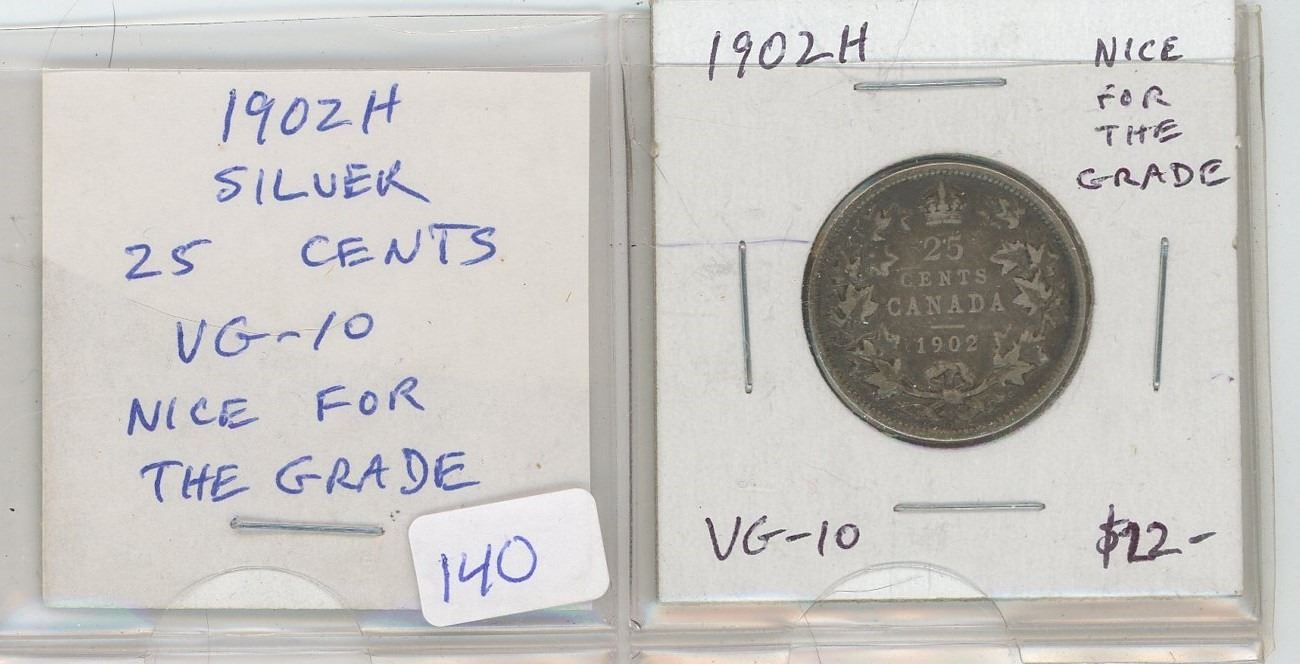 1902H
SILVER
25 CENTS
VG-10
NICE FOR
THE GRADE
140
1902H
NICE
FOR
THE
GRADE
25
CENTS
CANADA
1902
VG-10